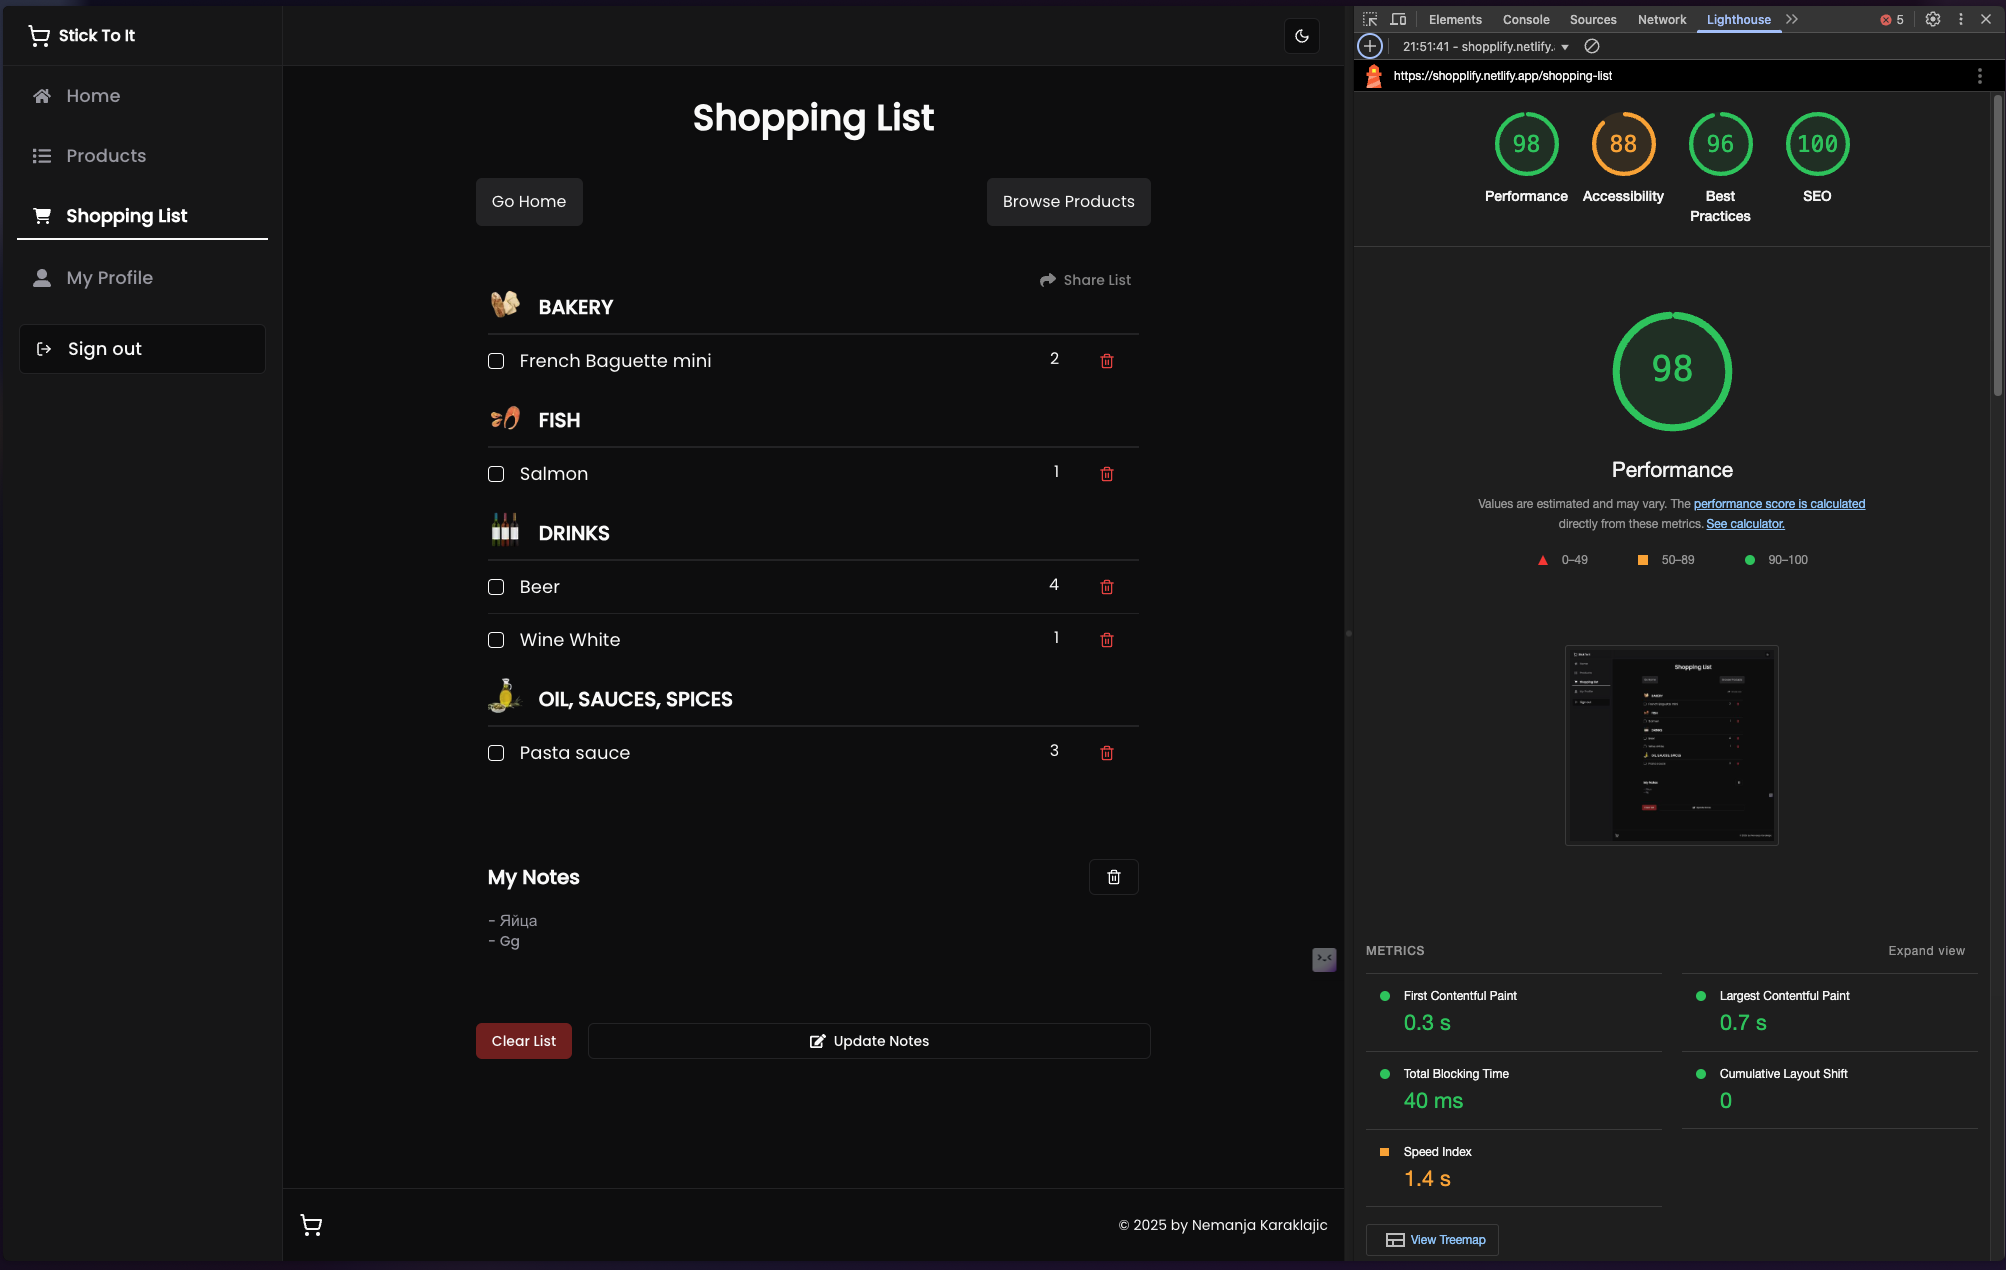 Stick To It
Home
Products
Shopping List
My Profile
Sign out
Shopping List
Go Home
Browse Products
Share List
BAKERY
French Baguette mini 2
FISH
Salmon 1
DRINKS
Beer 4
Wine White 1
OIL, SAUCES, SPICES
Pasta sauce 3
My Notes
- Яйца
- Gg
Clear List
Update Notes
© 2025 by Nemanja Karaklajic
Elements Console Sources Network Lighthouse 5
21:51:41 - shopplify.netlify.
https://shopplify.netlify.app/shopping-list
98 88 96 100
Performance Accessibility Best Practices SEO
98
Performance
Values are estimated and may vary. The performance score is calculated
directly from these metrics. See calculator.
0–49 50–89 90–100
METRICS Expand view
First Contentful Paint
0.3 s
Largest Contentful Paint
0.7 s
Total Blocking Time
40 ms
Cumulative Layout Shift
0
Speed Index
1.4 s
View Treemap